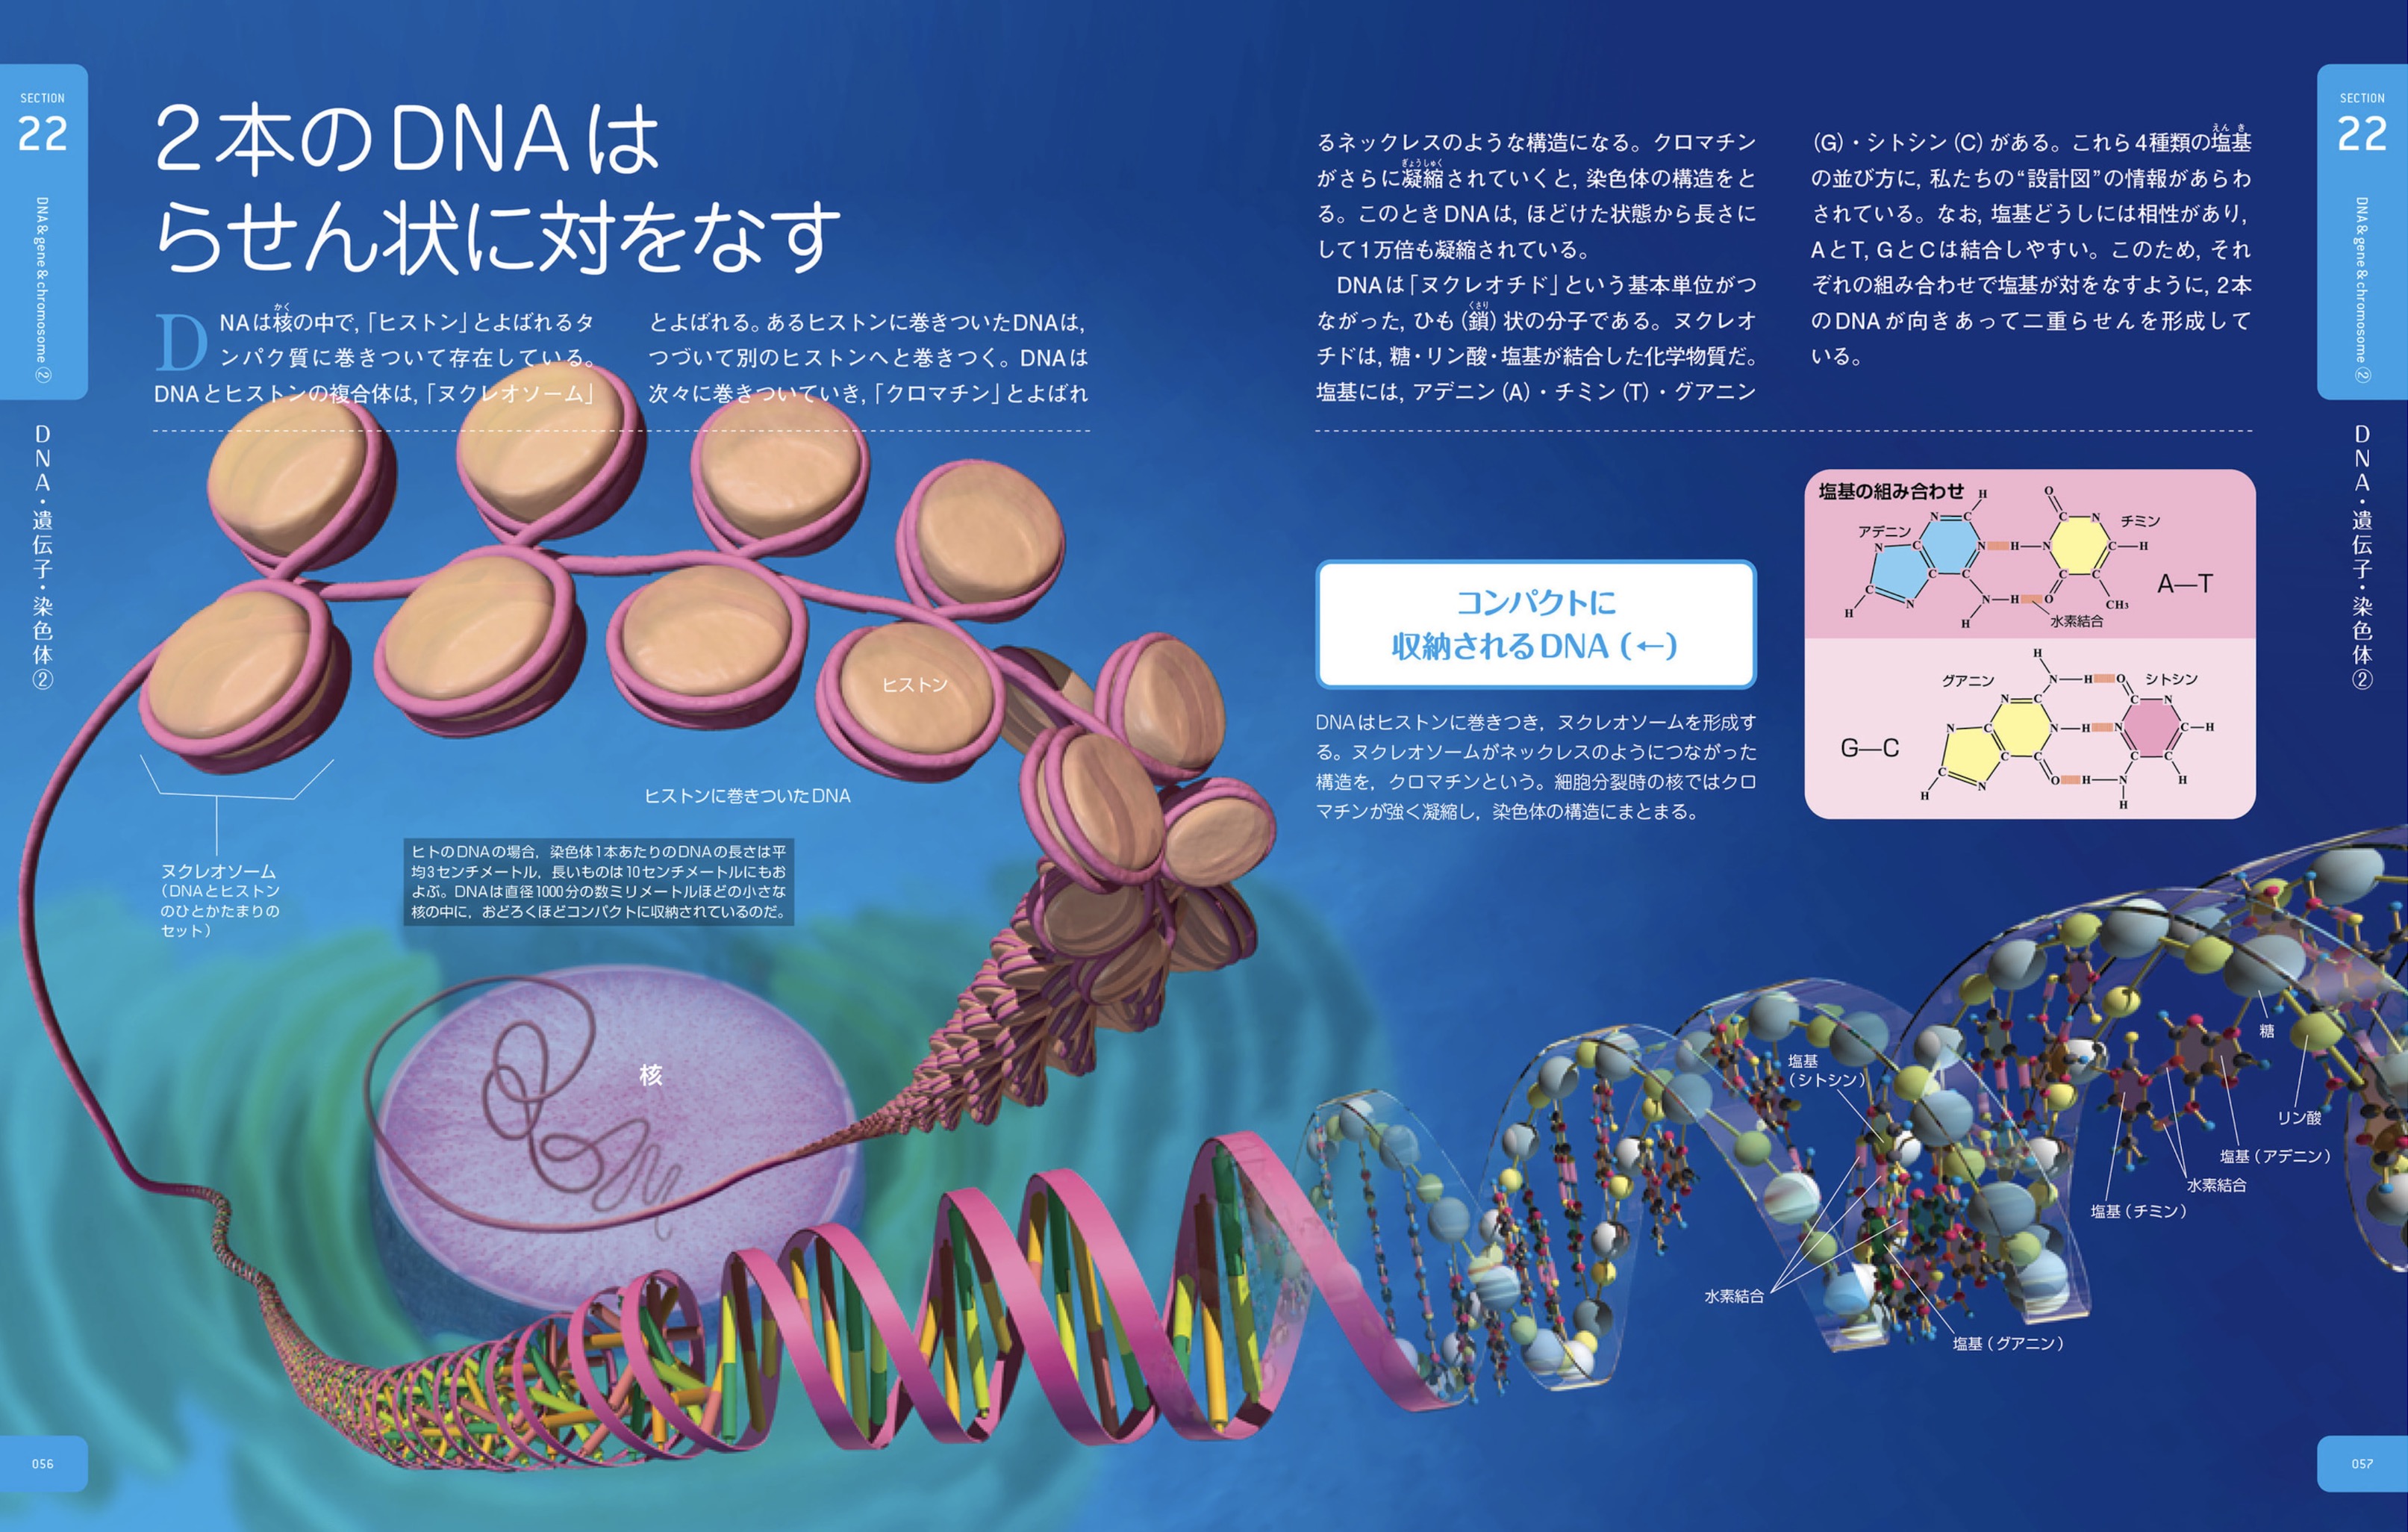 SECTION
22
DNA&gene&chromosome②
DNA・遺伝子・染色体②
2本のDNAは
らせん状に対をなす
かく
DNAは核の中で,「ヒストン」とよばれるタ
ンパク質に巻きついて存在している。
DNAとヒストンの複合体は,「ヌクレオソーム」
とよばれる。あるヒストンに巻きついたDNAは,
つづいて別のヒストンへと巻きつく。DNAは
次々に巻きついていき,「クロマチン」とよばれ
るネックレスのような構造になる。クロマチン
ぎょうしゅく
がさらに凝縮されていくと, 染色体の構造をと
る。このときDNAは, ほどけた状態から長さに
して1万倍も凝縮されている。
DNAは「ヌクレオチド」という基本単位がつ
くさり
ながった, ひも(鎖)状の分子である。ヌクレオ
チドは, 糖・リン酸・塩基が結合した化学物質だ。
塩基には, アデニン(A)・チミン(T)・グアニン
えん き
(G)・シトシン(C)がある。これら4種類の塩基
の並び方に, 私たちの“設計図”の情報があらわ
されている。なお, 塩基どうしには相性があり,
AとT, GとCは結合しやすい。このため, それ
ぞれの組み合わせで塩基が対をなすように, 2本
のDNAが向きあって二重らせんを形成して
いる。
ヒストン
ヒストンに巻きついたDNA
ヌクレオソーム
(DNAとヒストン
のひとかたまりの
セット)
ヒトのDNAの場合, 染色体1本あたりのDNAの長さは平
均3センチメートル, 長いものは10センチメートルにもお
よぶ。DNAは直径1000分の数ミリメートルほどの小さな
核の中に, おどろくほどコンパクトに収納されているのだ。
核
コンパクトに
収納されるDNA(←)
DNAはヒストンに巻きつき, ヌクレオソームを形成す
る。ヌクレオソームがネックレスのようにつながった
構造を, クロマチンという。細胞分裂時の核ではクロ
マチンが強く凝縮し, 染色体の構造にまとまる。
塩基の組み合わせ
アデニン
チミン
H
N
C
H
O
C
N
N
C
N
H
N
C
H
C
C
C
C
C
N
H
N
H
O
CH3
H
水素結合
A—T
グアニン
シトシン
G—C
H
N
H
O
N
C
C
N
N
C
N
H
N
C
H
C
C
C
C
C
N
O
H
N
H
H
H
塩基
(シトシン)
水素結合
塩基(グアニン)
糖
リン酸
塩基(アデニン)
水素結合
塩基(チミン)
SECTION
22
DNA&gene&chromosome②
DNA・遺伝子・染色体②
056
057